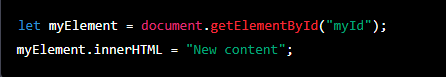 let myElement = document.getElementById("myId");
myElement.innerHTML = "New content";